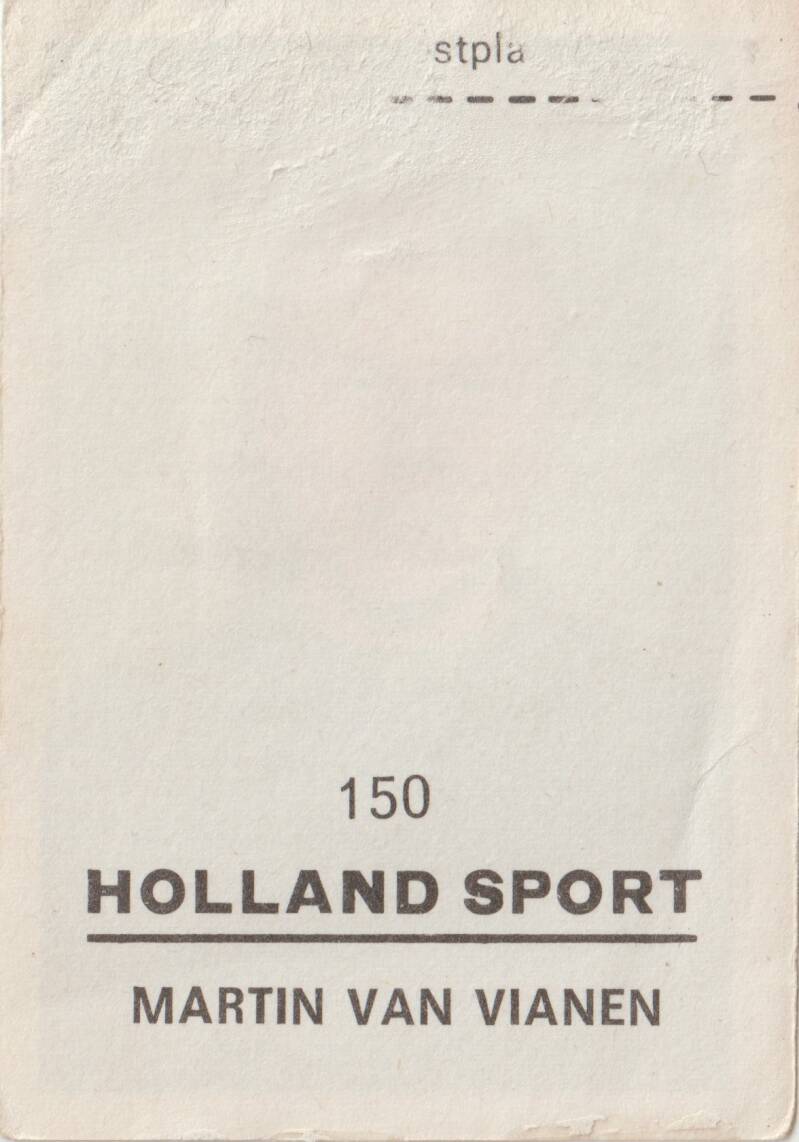 stpla
150
HOLLAND SPORT
MARTIN VAN VIANEN